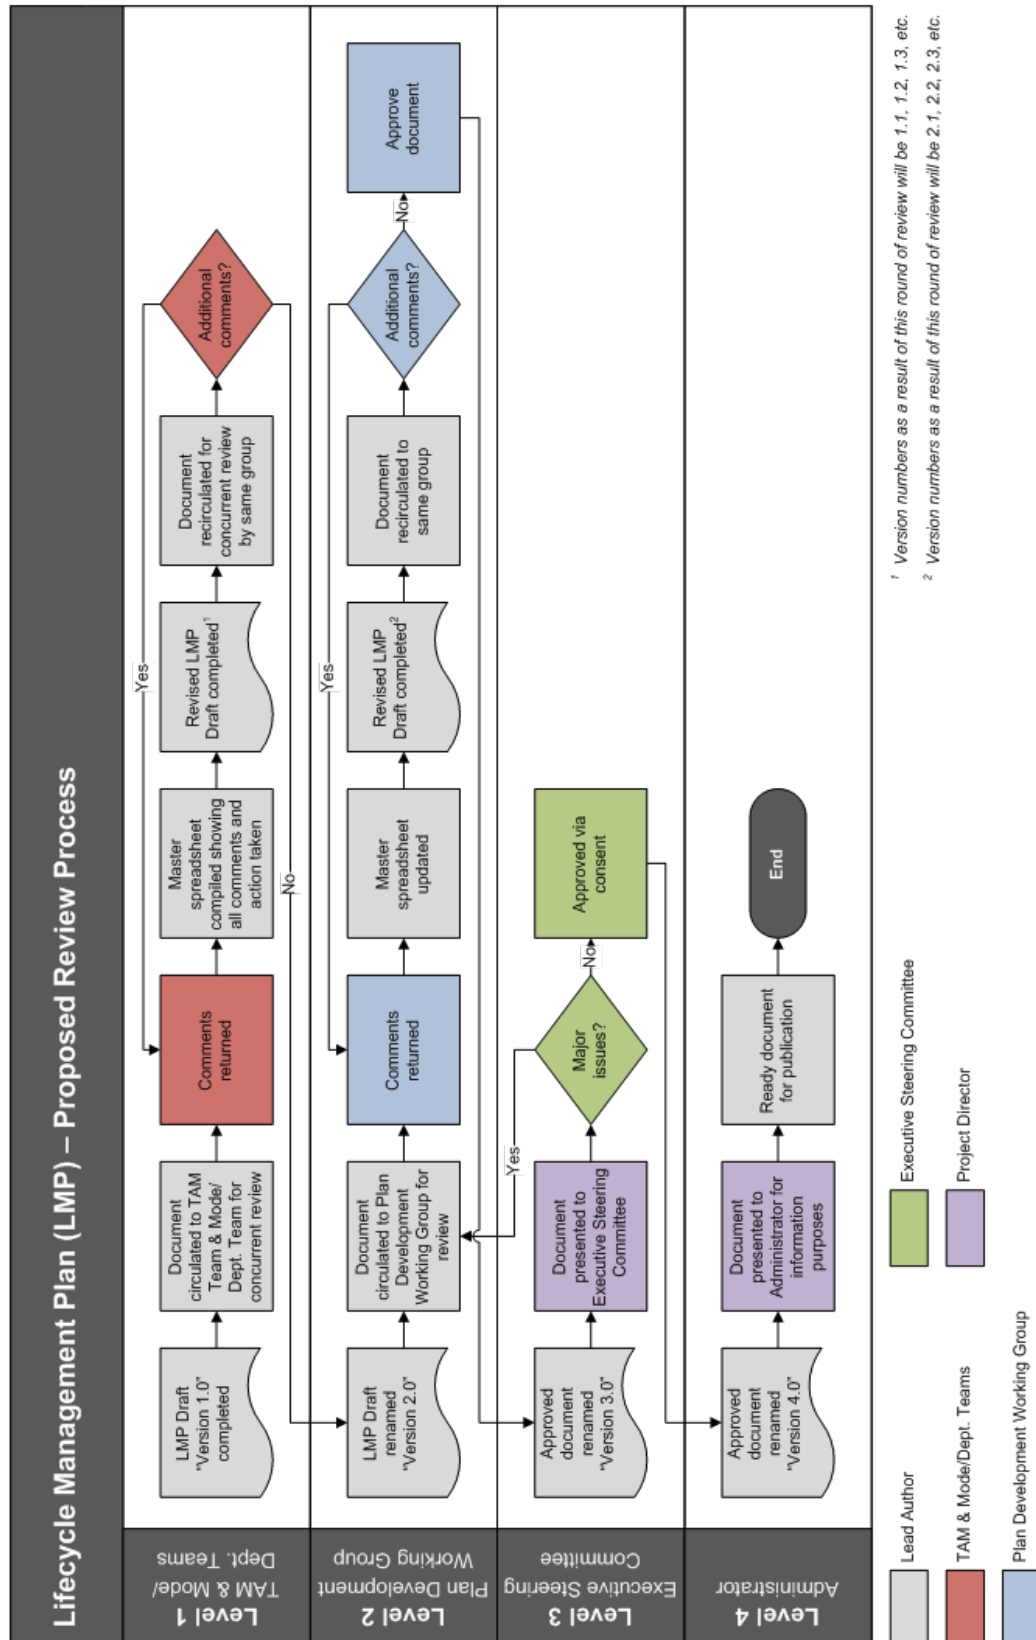 Lifecycle Management Plan (LMP) – Proposed Review Process
Level 1
TAM & Mode/
Dept. Teams
LMP Draft
"Version 1.0"
completed
Document
circulated to TAM
Team & Mode/
Dept. Team for
concurrent review
Comments
returned
Master
spreadsheet
compiled showing
all comments and
action taken
Revised LMP
Draft completed¹
Document
recirculated for
concurrent review
by same group
Additional
comments?
Yes
No
Level 2
Plan Development
Working Group
LMP Draft
renamed
"Version 2.0"
Document
circulated to Plan
Development
Working Group for
review
Comments
returned
Master
spreadsheet
updated
Revised LMP
Draft completed²
Document
recirculated to
same group
Additional
comments?
Yes
No
Approve
document
Level 3
Executive Steering
Committee
Approved
document
renamed
"Version 3.0"
Document
presented to
Executive Steering
Committee
Major
issues?
Yes
No
Approved via
consent
Level 4
Administrator
Approved
document
renamed
"Version 4.0"
Document
presented to
Administrator for
information
purposes
Ready document
for publication
End
Lead Author
TAM & Mode/Dept. Teams
Plan Development Working Group
Executive Steering Committee
Project Director
¹ Version numbers as a result of this round of review will be 1.1, 1.2, 1.3, etc.
² Version numbers as a result of this round of review will be 2.1, 2.2, 2.3, etc.